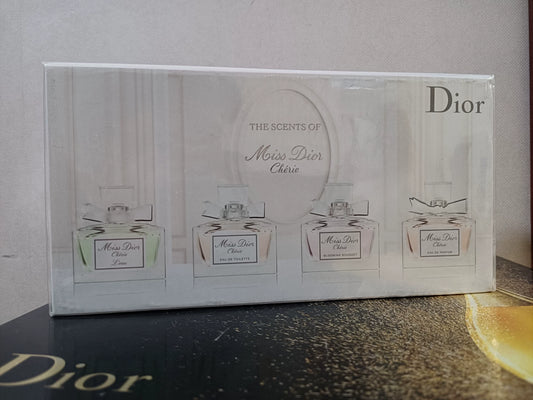 Dior
THE SCENTS OF
Miss Dior
Chérie
Miss Dior
Chérie
L'eau
Miss Dior
Chérie
EAU DE TOILETTE
Miss Dior
Chérie
BLOOMING BOUQUET
Miss Dior
Chérie
EAU DE PARFUM
Dior